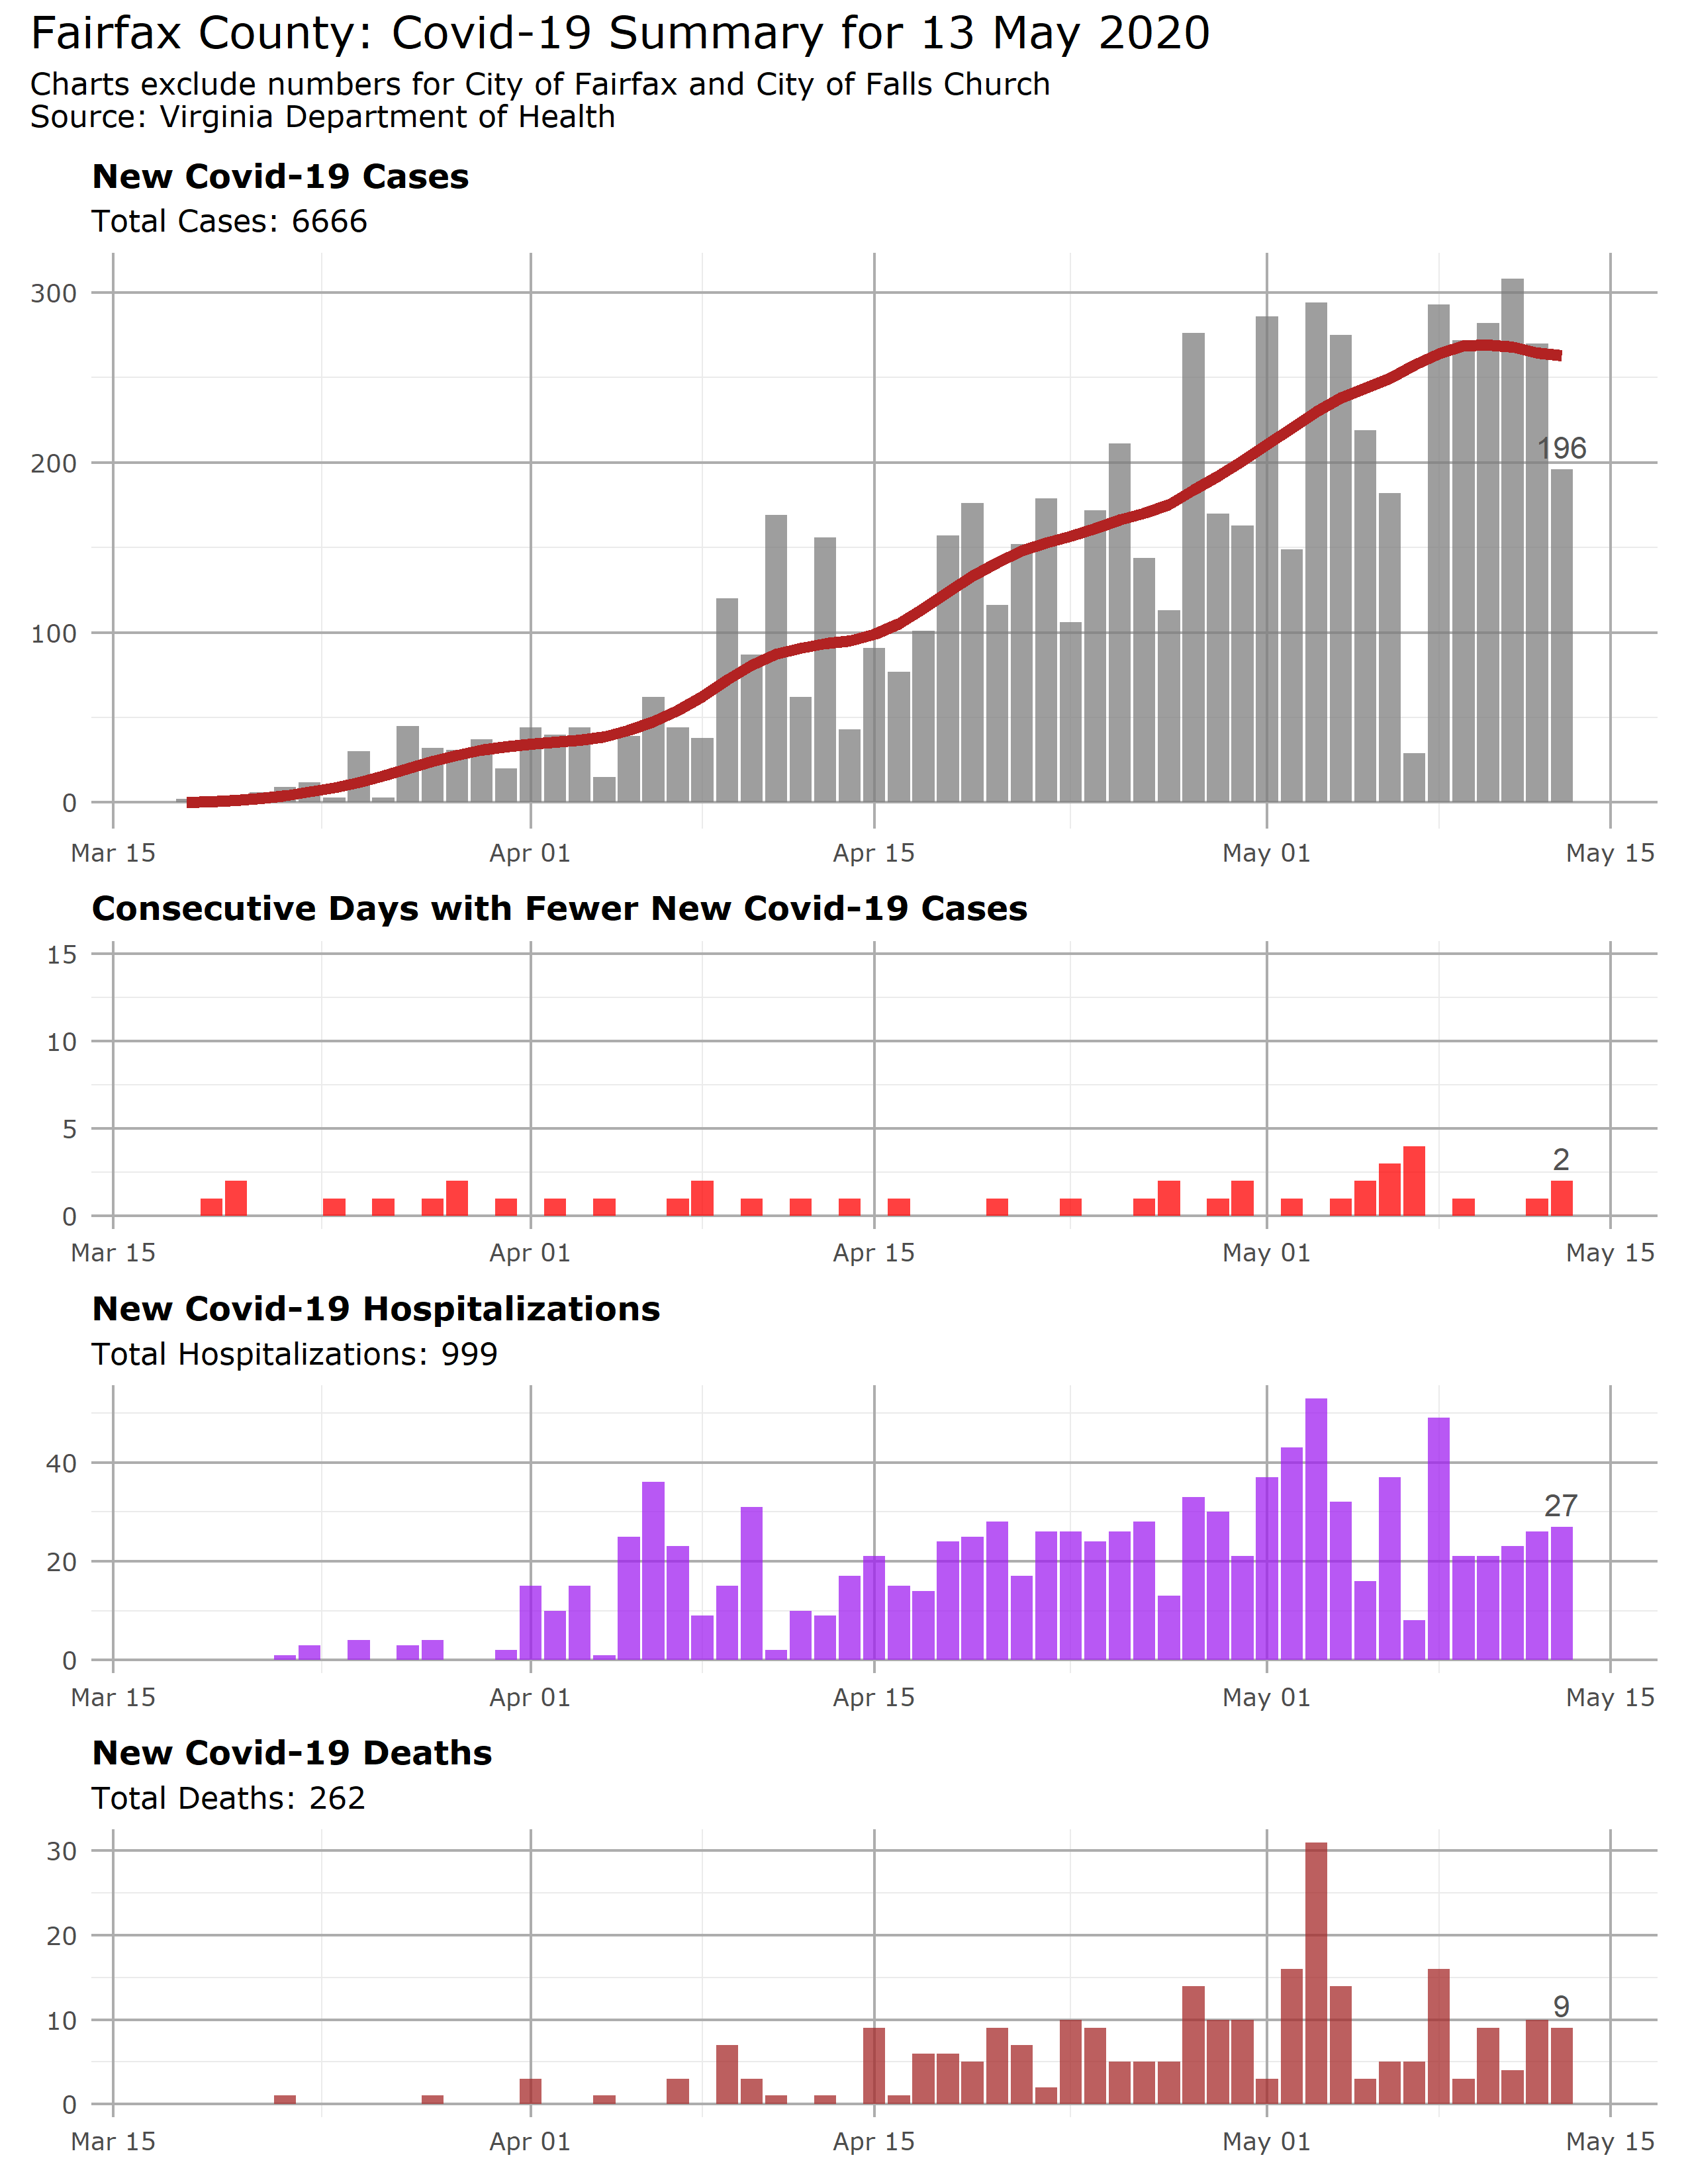 Fairfax County: Covid-19 Summary for 13 May 2020
Charts exclude numbers for City of Fairfax and City of Falls Church
Source: Virginia Department of Health
New Covid-19 Cases
Total Cases: 6666
300
200
100
0
196
Mar 15 Apr 01 Apr 15 May 01 May 15
Consecutive Days with Fewer New Covid-19 Cases
15
10
5
0
2
Mar 15 Apr 01 Apr 15 May 01 May 15
New Covid-19 Hospitalizations
Total Hospitalizations: 999
40
20
0
27
Mar 15 Apr 01 Apr 15 May 01 May 15
New Covid-19 Deaths
Total Deaths: 262
30
20
10
0
9
Mar 15 Apr 01 Apr 15 May 01 May 15